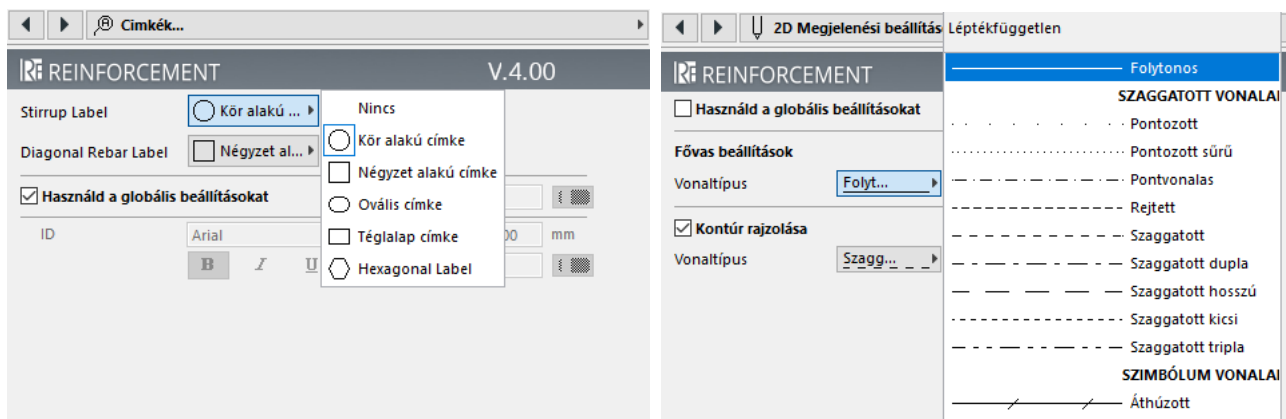 Cimkék...
REINFORCEMENT V.4.00
Stirrup Label Kör alakú ...
Diagonal Rebar Label Négyzet al...
Használd a globális beállításokat
ID Arial 00 mm
B I U
Nincs
Kör alakú címke
Négyzet alakú címke
Ovális címke
Téglalap címke
Hexagonal Label
2D Megjelenési beállítás
REINFORCEMENT
Használd a globális beállításokat
Fővas beállítások
Vonaltípus Folyt...
Kontúr rajzolása
Vonaltípus Szagg...
Léptékfüggetlen
Folytonos
SZAGGATOTT VONALAI
Pontozott
Pontozott sűrű
Pontvonalas
Rejtett
Szaggatott
Szaggatott dupla
Szaggatott hosszú
Szaggatott kicsi
Szaggatott tripla
SZIMBÓLUM VONALAI
Áthúzott